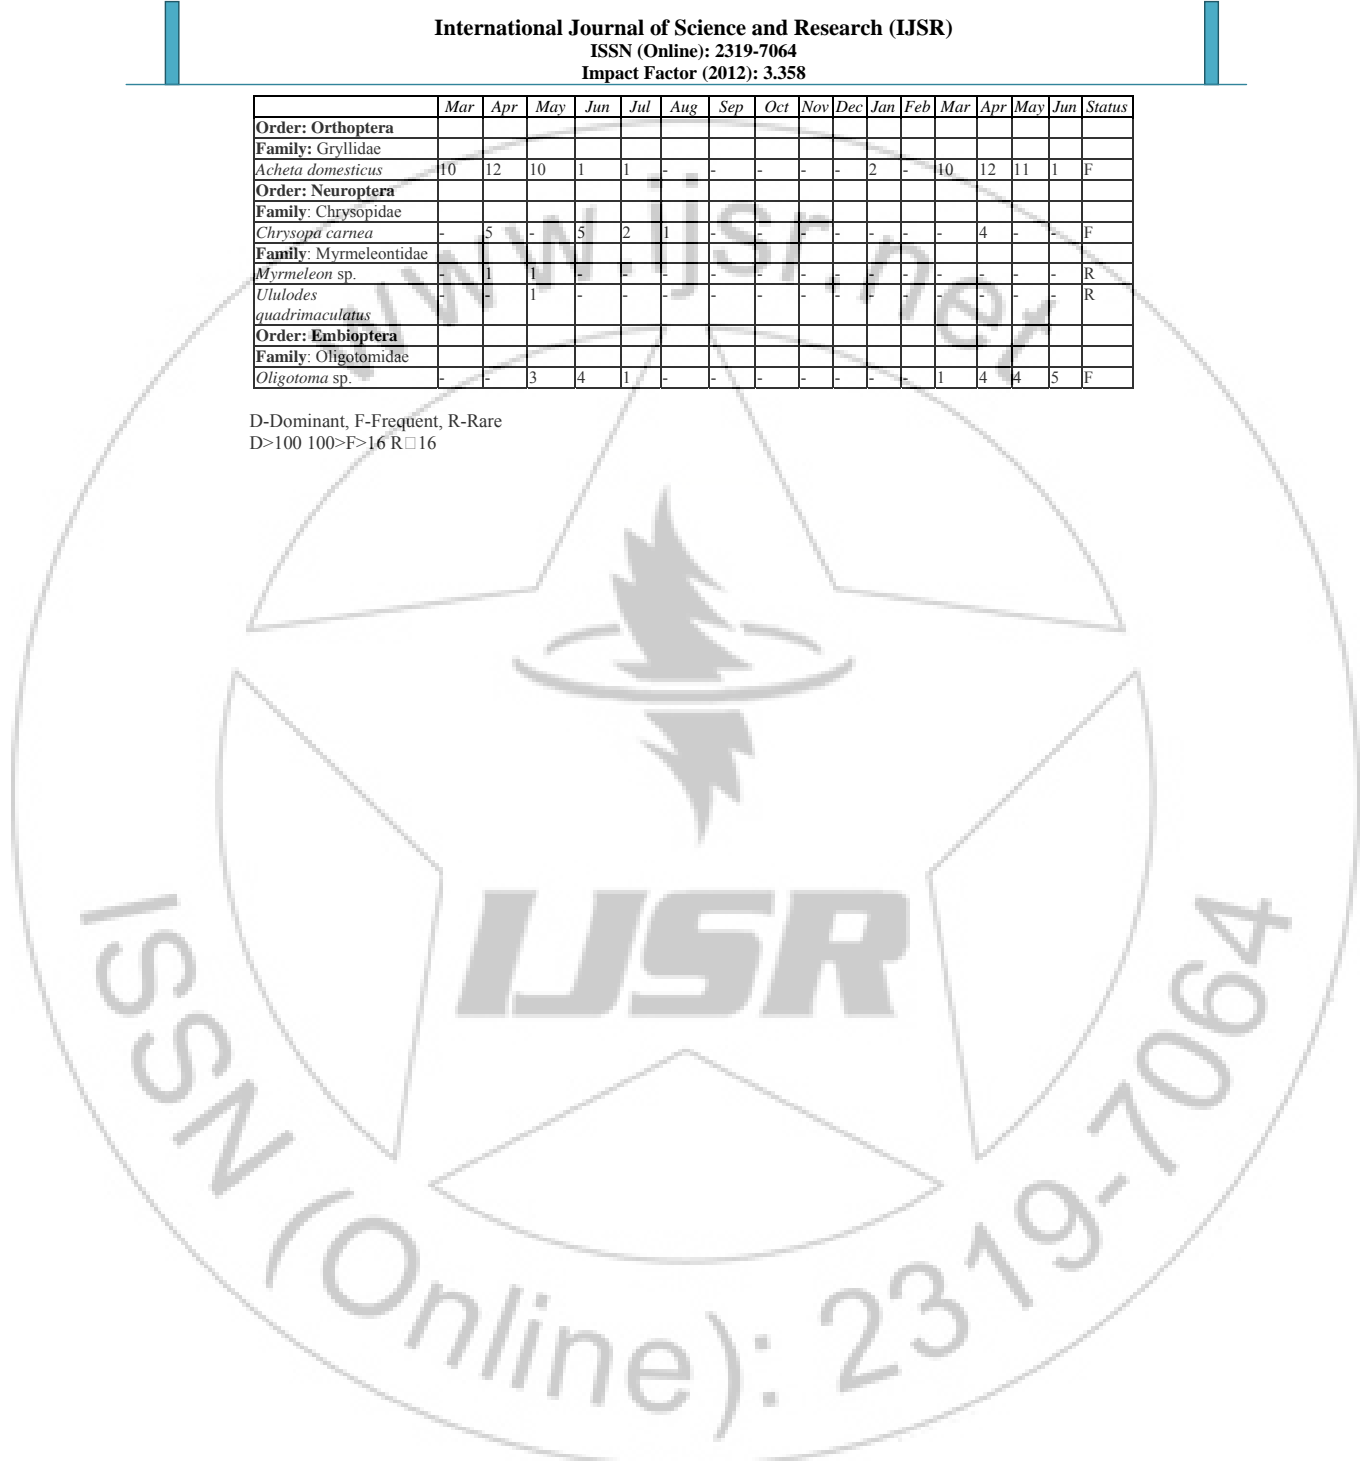 International Journal of Science and Research (IJSR)
ISSN (Online): 2319-7064
Impact Factor (2012): 3.358
Mar Apr May Jun Jul Aug Sep Oct Nov Dec Jan Feb Mar Apr May Jun Status
Order: Orthoptera
Family: Gryllidae
Acheta domesticus 10 12 10 1 1 - - - - - 2 - 10 12 11 1 F
Order: Neuroptera
Family: Chrysopidae
Chrysopa carnea - 5 - 5 2 1 - - - - - - - 4 - - F
Family: Myrmeleontidae
Myrmeleon sp. - 1 1 - - - - - - - - - - - - - R
Ululodes - - 1 - - - - - - - - - - - - - R
quadrimaculatus
Order: Embioptera
Family: Oligotomidae
Oligotoma sp. - - 3 4 1 - - - - - - - 1 4 4 5 F
D-Dominant, F-Frequent, R-Rare
D>100 100>F>16 R□16
www.ijsr.net
IJSR
ISSN (Online): 2319-7064